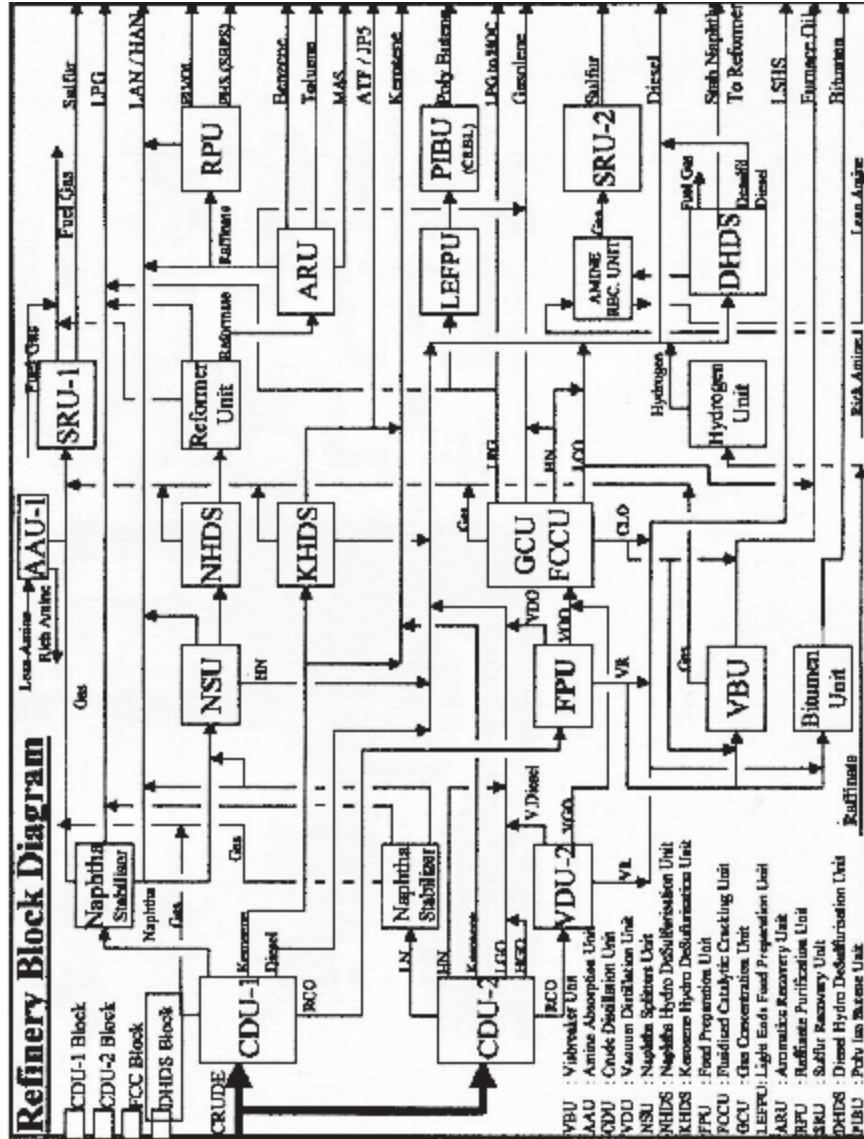 Refinery Block Diagram
CDU-1 Block
CDU-2 Block
FCC Block
DHDS Block
CRUDE
CDU-1
CDU-2
Naphtha
Stabiliser
Naphtha
Gas
Kerosene
Diesel
RCO
LN
Naphtha
Stabilizer
HN
Kerosene
LGO
HGO
RCO
V.Diesel
VDU-2
VGO
VR
Gas
Lean Amine
Rich Amine
AAU-1
Gas
NSU
HN
NHDS
KHDS
FPU
VDO
VDO
VR
GCU
FCCU
Gas
LPG
HN
LCO
CLO
Gas
VBU
Bitumen
Unit
Raffinate
Fuel Gas
SRU-1
Fuel Gas
Reformer
Unit
Reformate
ARU
Raffinate
RPU
LEFPU
PIBU
AMINE
REC. UNIT
Gas
SRU-2
Hydrogen
Hydrogen
Unit
DHDS
Fuel Gas
Diesel
Rich Amine
Lean Amine
Sulfur
LPG
LAN / HAN
Benzene
Toluene
MAS
ATF / JP5
Kerosene
Poly Butene
LPG to MOC
Gasolene
Sulfur
Diesel
Stab Naphtha
To Reformer
LSHS
Furnace Oil
Bitumen
VBU : Visbreaker Unit
AAU : Amine Absorption Unit
CDU : Crude Distillation Unit
VDU : Vacuum Distillation Unit
NSU : Naphtha Splitter Unit
NHDS : Naphtha Hydro DeSulfurisation Unit
KHDS : Kerosene Hydro DeSulfurisation Unit
FPU : Feed Preparation Unit
FCCU : Fluidized Catalytic Cracking Unit
GCU : Gas Concentration Unit
LEFPU : Light Ends Feed Preparation Unit
ARU : Aromatics Recovery Unit
RPU : Raffinate Purification Unit
SRU : Sulfur Recovery Unit
DHDS : Diesel Hydro DeSulfurisation Unit